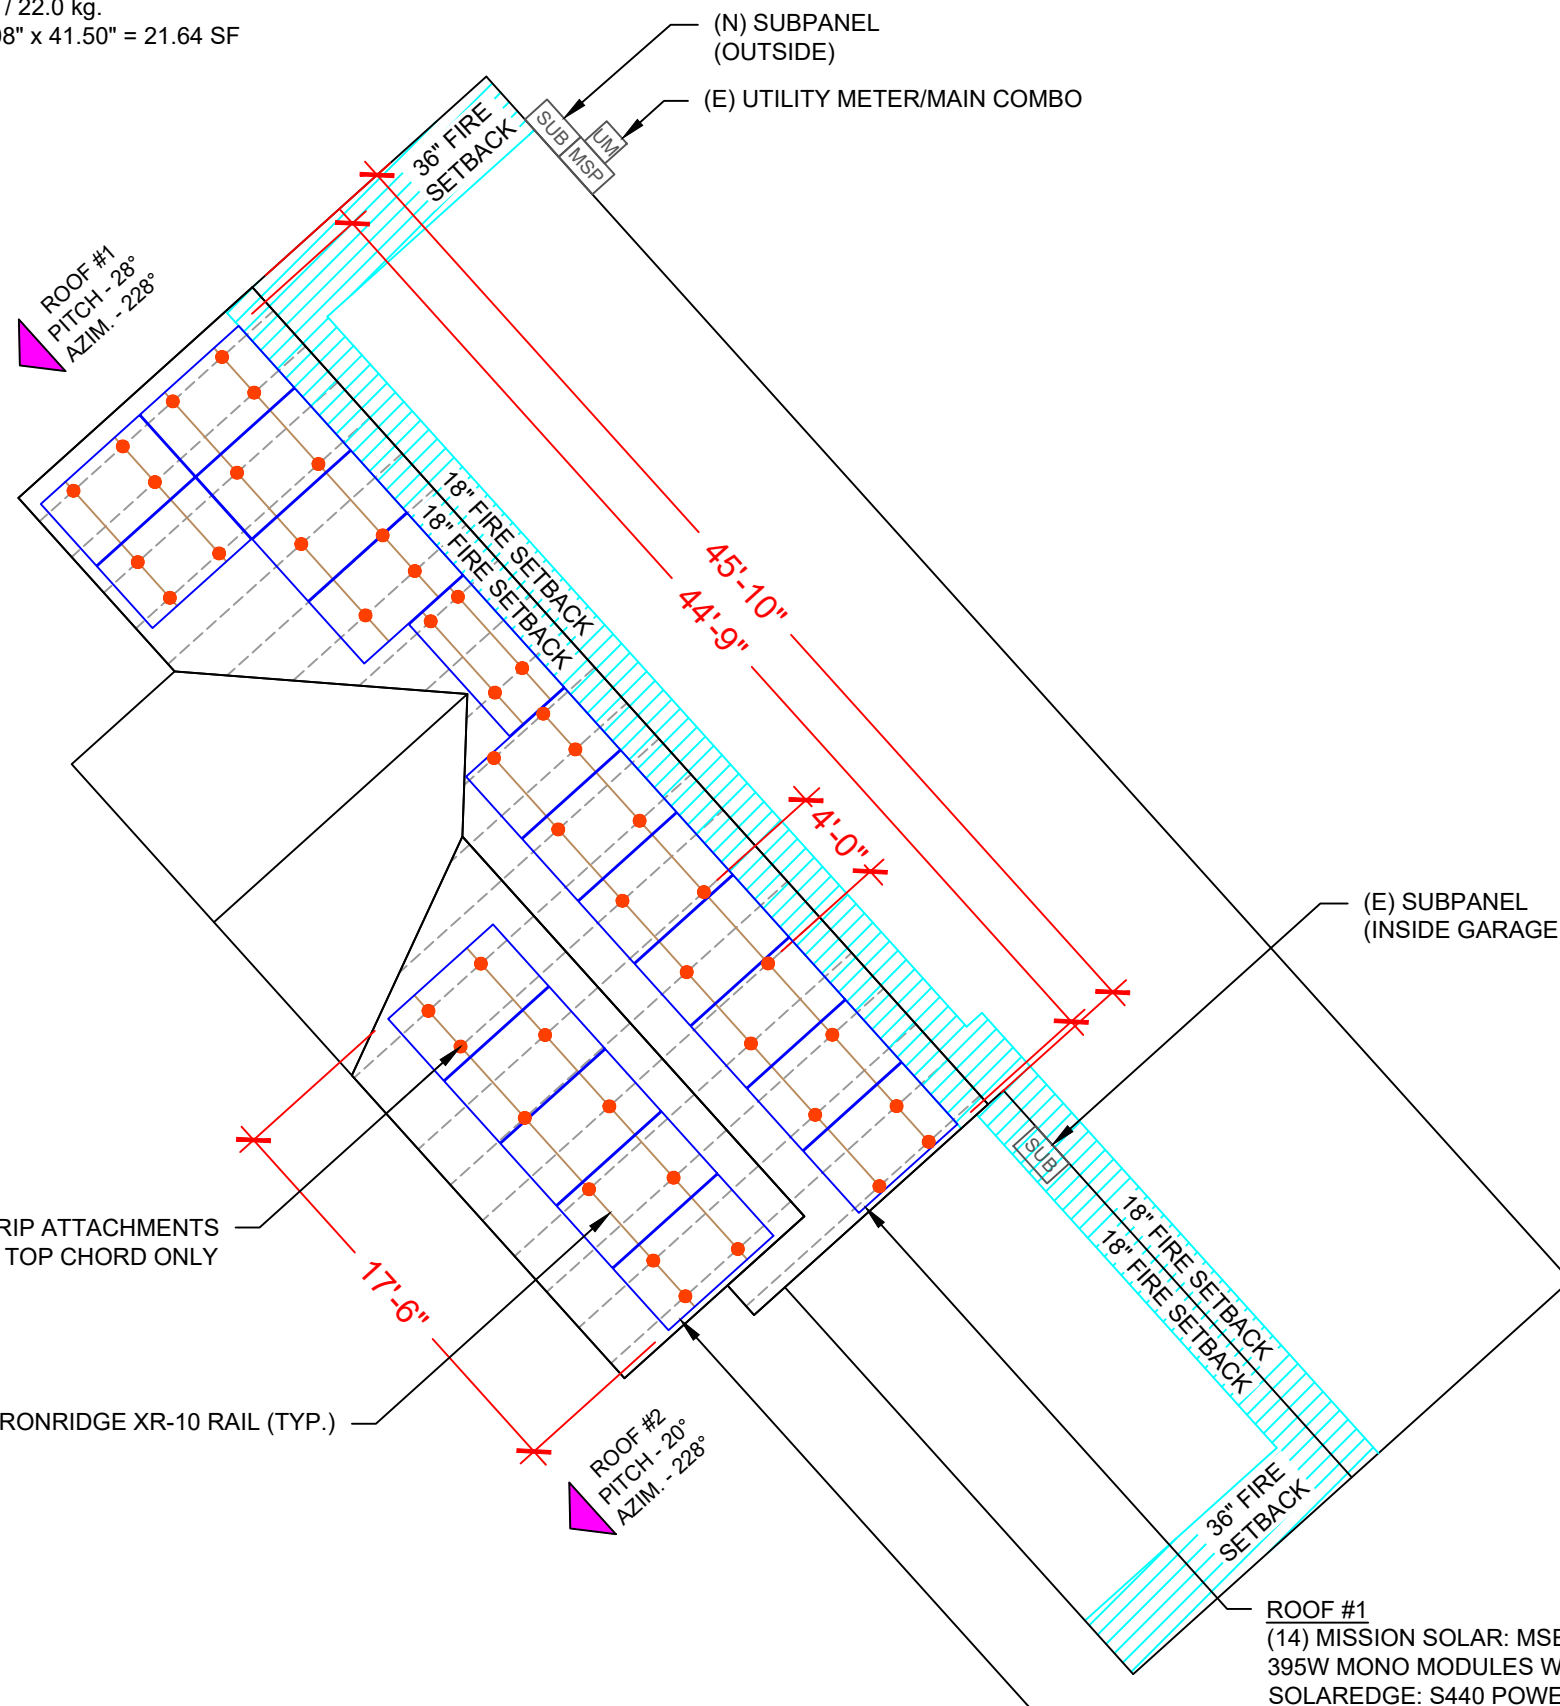 / 22.0 kg.
8" x 41.50" = 21.64 SF
(N) SUBPANEL
(OUTSIDE)
(E) UTILITY METER/MAIN COMBO
SUB
UM
MSP
36" FIRE
SETBACK
ROOF #1
PITCH - 28°
AZIM. - 228°
18" FIRE SETBACK
18" FIRE SETBACK
45'-10"
44'-9"
4'-0"
(E) SUBPANEL
(INSIDE GARAGE
SUB
RIP ATTACHMENTS
TOP CHORD ONLY
17'-6"
18" FIRE SETBACK
18" FIRE SETBACK
RONRIDGE XR-10 RAIL (TYP.)
ROOF #2
PITCH - 20°
AZIM. - 228°
36" FIRE
SETBACK
ROOF #1
(14) MISSION SOLAR: MSE
395W MONO MODULES W
SOLAREDGE: S440 POWE